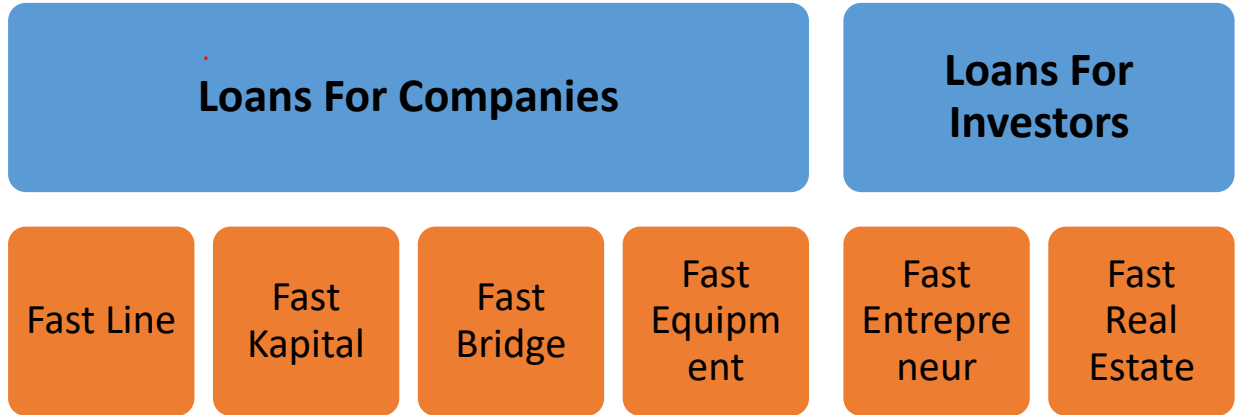 Loans For Companies
Loans For
Investors
Fast Line
Fast
Kapital
Fast
Bridge
Fast
Equipm
ent
Fast
Entrepre
neur
Fast
Real
Estate